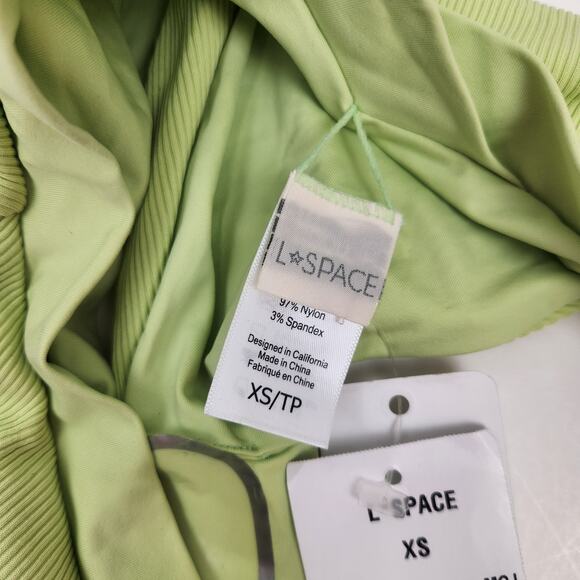 L☆SPACE
97% Nylon
3% Spandex
Designed in California
Made in China
Fabriqué en Chine
XS/TP
L☆SPACE
XS